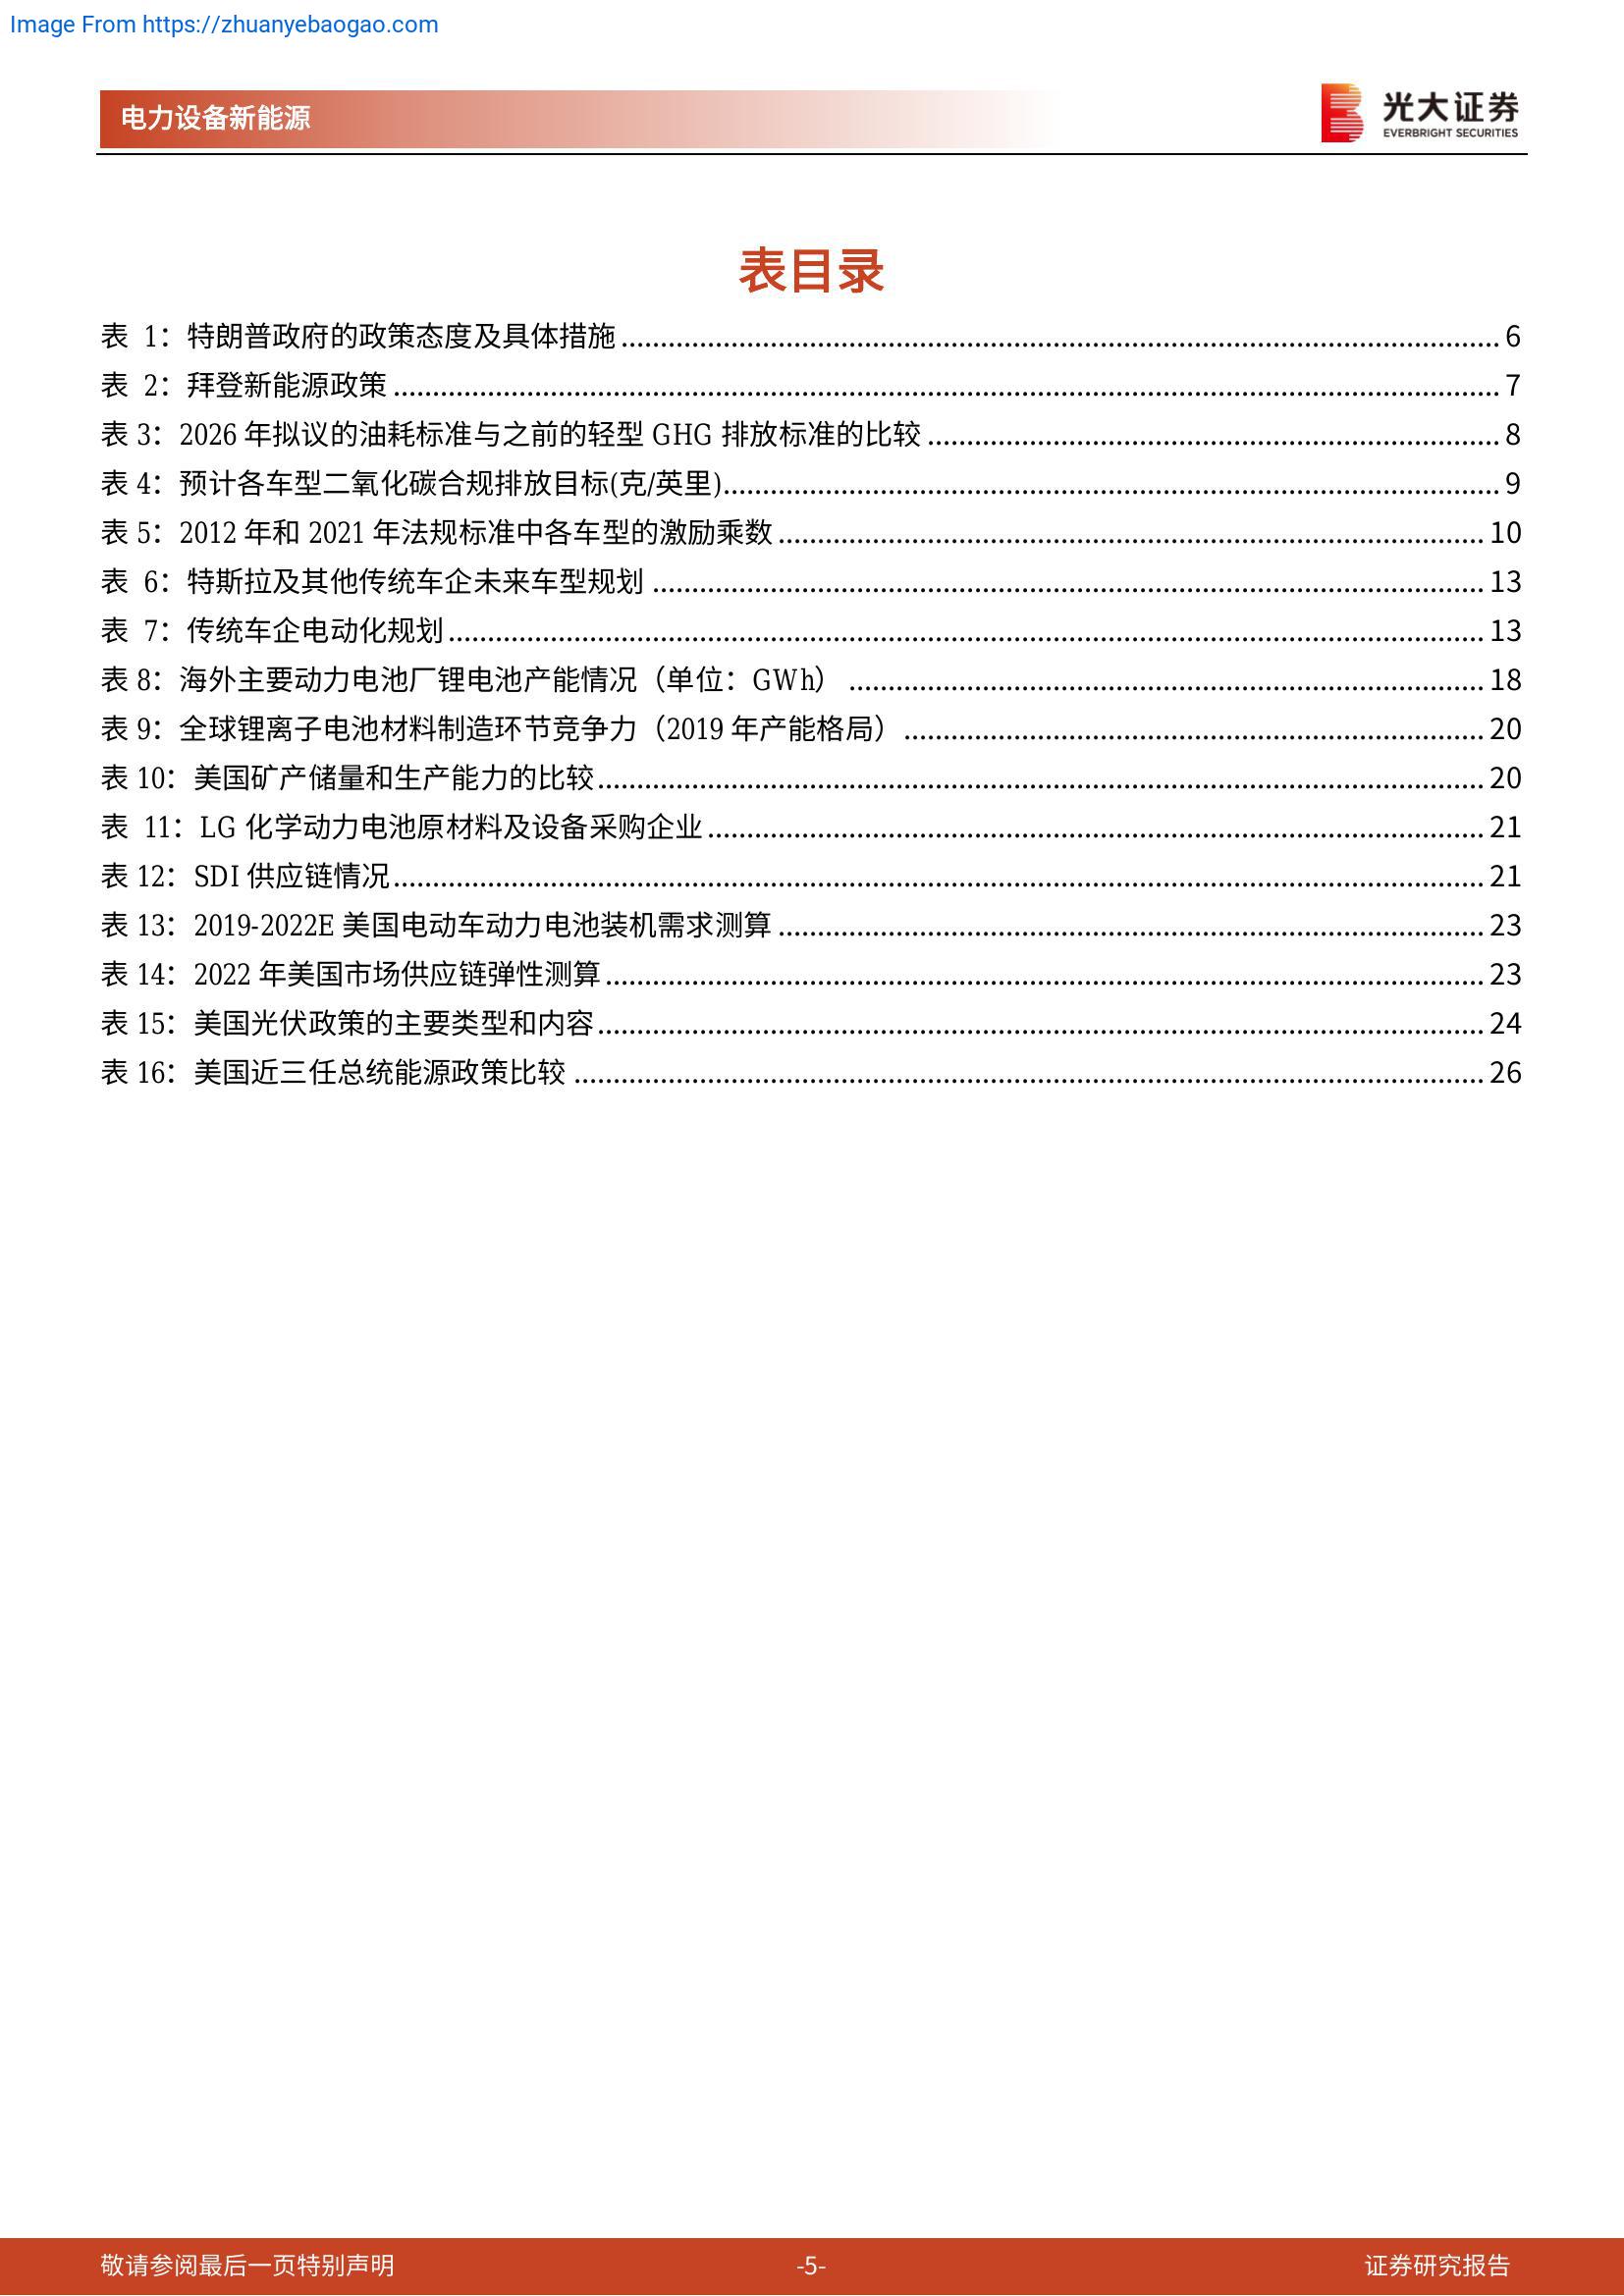 Image From https://zhuanyebaogao.com
电力设备新能源
光大证券
EVERBRIGHT SECURITIES
表目录
表 1：特朗普政府的政策态度及具体措施 6
表 2：拜登新能源政策 7
表 3：2026 年拟议的油耗标准与之前的轻型 GHG 排放标准的比较 8
表 4：预计各车型二氧化碳合规排放目标(克/英里) 9
表 5：2012 年和 2021 年法规标准中各车型的激励乘数 10
表 6：特斯拉及其他传统车企未来车型规划 13
表 7：传统车企电动化规划 13
表 8：海外主要动力电池厂锂电池产能情况（单位：GWh） 18
表 9：全球锂离子电池材料制造环节竞争力（2019 年产能格局） 20
表 10：美国矿产储量和生产能力的比较 20
表 11：LG 化学动力电池原材料及设备采购企业 21
表 12：SDI 供应链情况 21
表 13：2019-2022E 美国电动车动力电池装机需求测算 23
表 14：2022 年美国市场供应链弹性测算 23
表 15：美国光伏政策的主要类型和内容 24
表 16：美国近三任总统能源政策比较 26
敬请参阅最后一页特别声明 -5- 证券研究报告